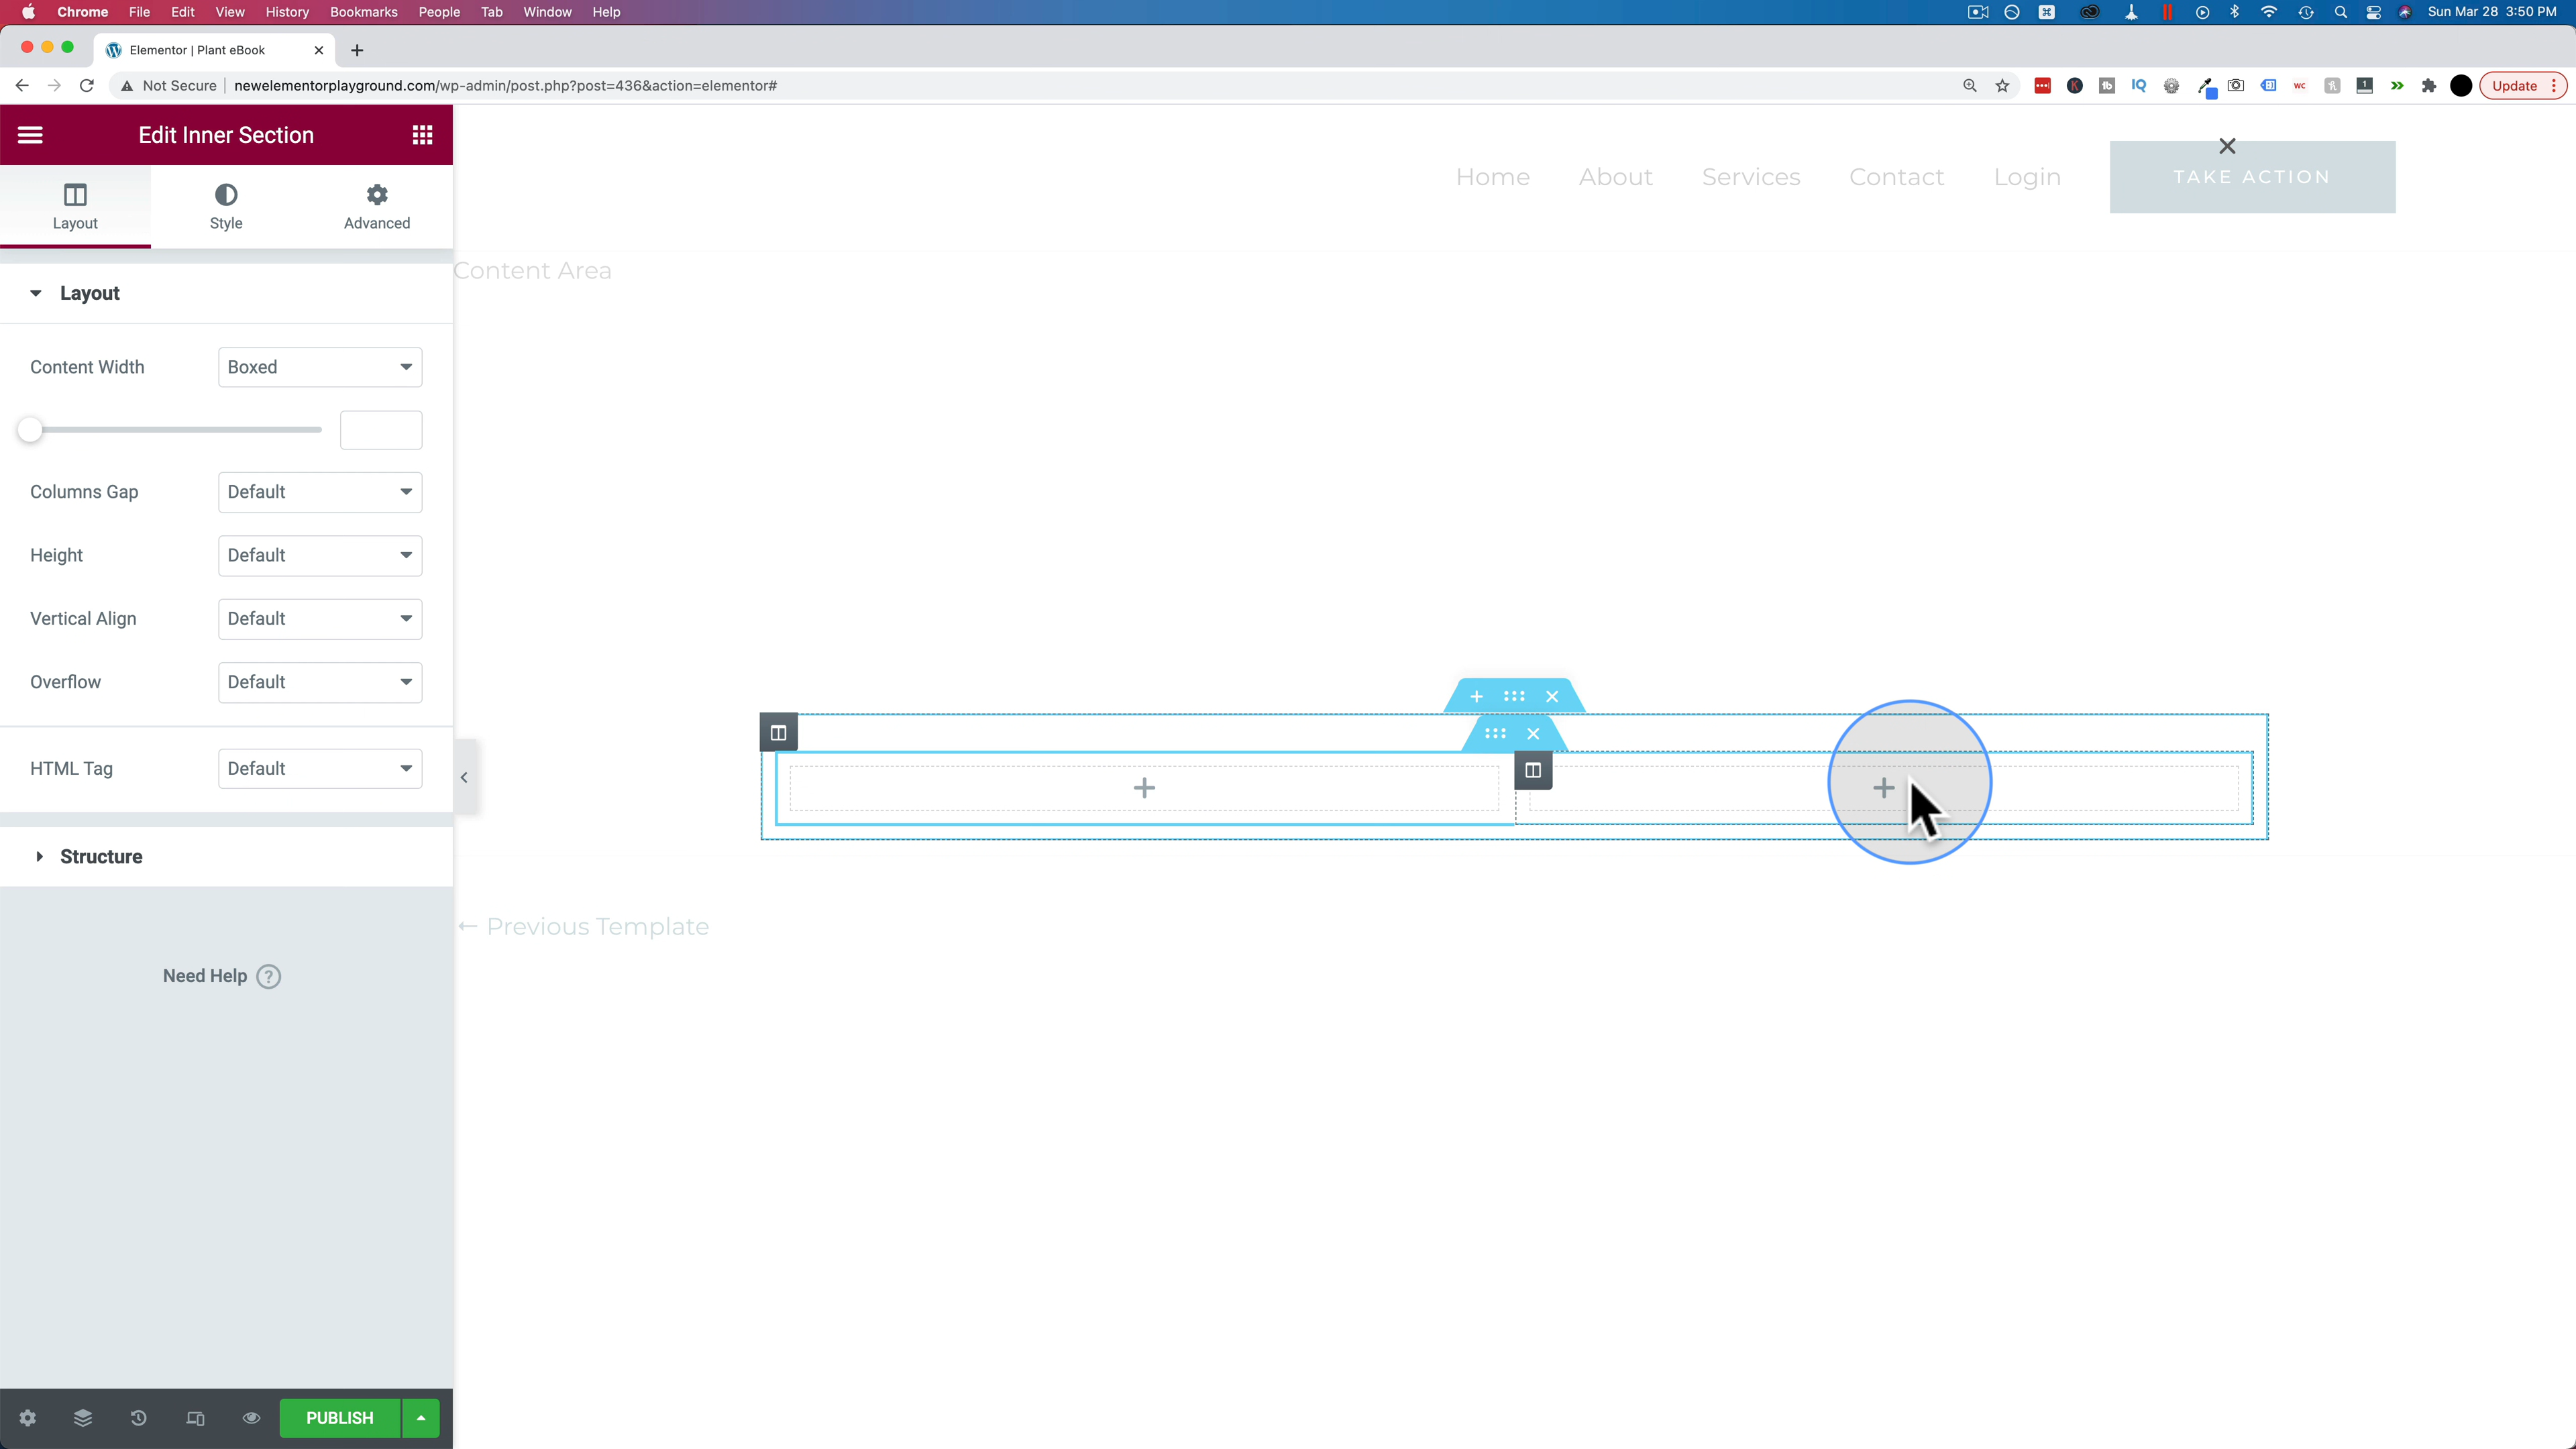 Chrome File Edit View History Bookmarks People Tab Window Help Sun Mar 28 3:50 PM
Elementor | Plant eBook
Not Secure newelementorplayground.com/wp-admin/post.php?post=436&action=elementor# IQ wc 1 Update
Edit Inner Section
Layout Style Advanced
Home About Services Contact Login TAKE ACTION
Content Area
Layout
Content Width Boxed
Columns Gap Default
Height Default
Vertical Align Default
Overflow Default
HTML Tag Default
Structure
← Previous Template
Need Help ?
PUBLISH